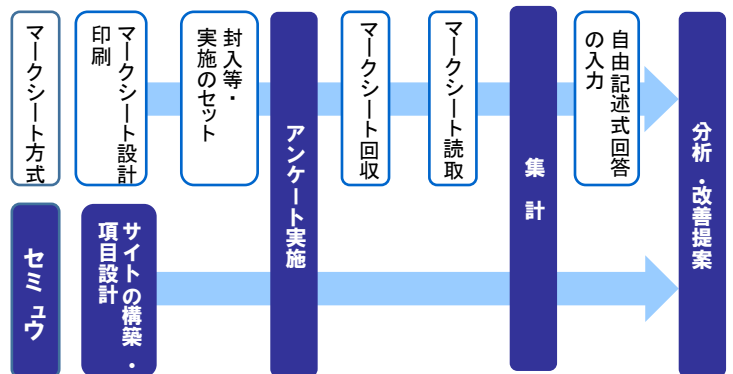 マークシート方式
マークシート設計
印刷
封入等・
実施のセット
アンケート実施
マークシート回収
マークシート読取
集計
自由記述式回答
の入力
分析・改善提案
セミュウ
サイトの構築・
項目設計